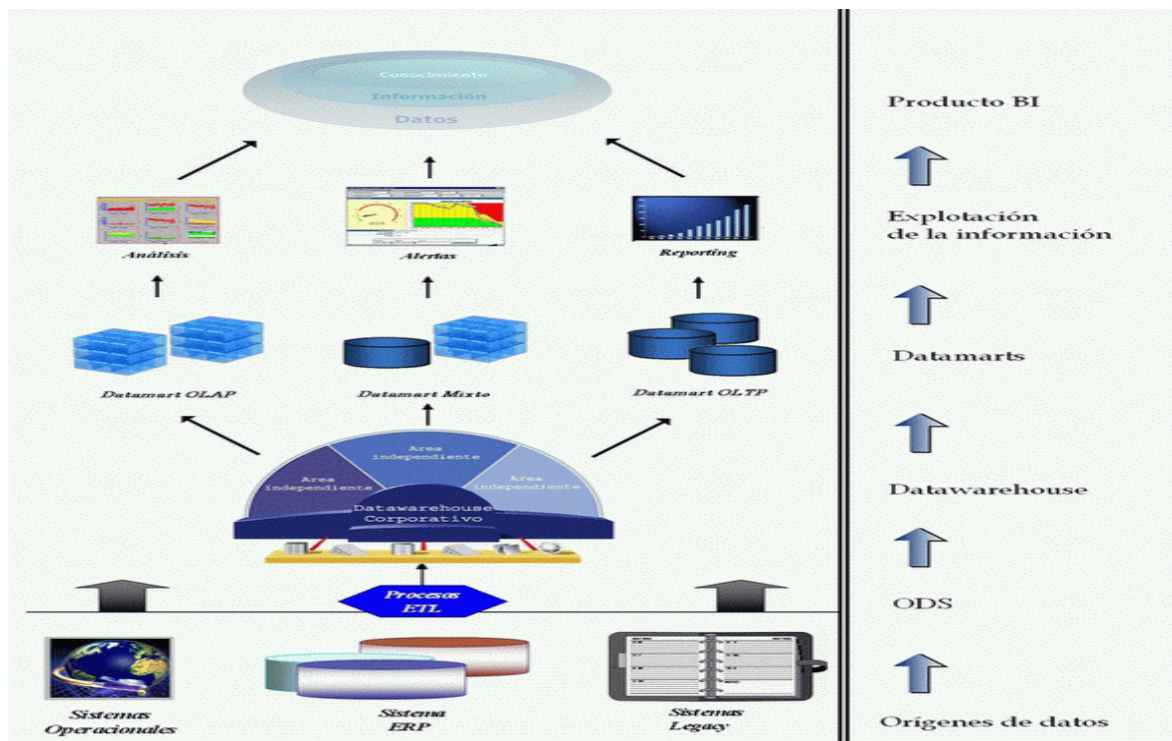 Conocimiento
Información
Datos
Producto BI
Análisis
Alertas
Reporting
Explotación
de la información
Datamart OLAP
Datamart Mixto
Datamart OLTP
Datamarts
Area
independiente
Area
independiente
Area
independiente
Datawarehouse
Corporativo
Datawarehouse
Procesos
ETL
ODS
Sistemas
Operacionales
Sistema
ERP
Sistemas
Legacy
Orígenes de datos